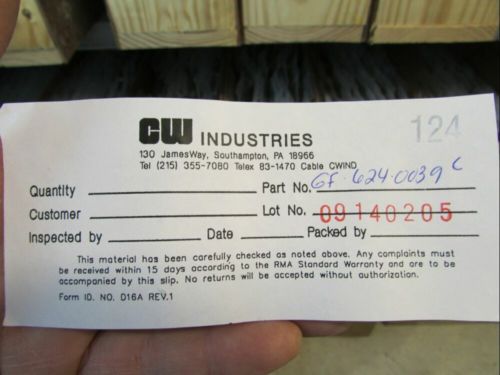 CW INDUSTRIES
124
130 JamesWay, Southampton, PA 18966
Tel (215) 355-7080 Telex 83-1470 Cable CWIND
Quantity Part No. GF-624-0039 C
Customer Lot No. 09140205
Inspected by Date Packed by
This material has been carefully checked as noted above. Any complaints must
be received within 15 days according to the RMA Standard Warranty and are to be
accompanied by this slip. No returns will be accepted without authorization.
Form ID. NO. D16A REV.1